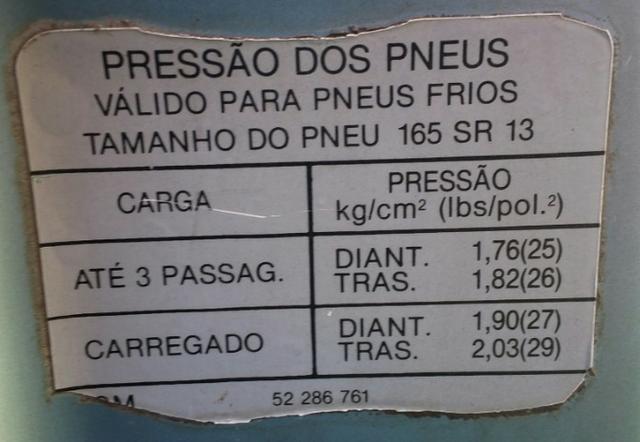 PRESSÃO DOS PNEUS
VÁLIDO PARA PNEUS FRIOS
TAMANHO DO PNEU 165 SR 13
CARGA
PRESSÃO
kg/cm² (lbs/pol.²)
ATÉ 3 PASSAG.
DIANT. 1,76(25)
TRAS. 1,82(26)
CARREGADO
DIANT. 1,90(27)
TRAS. 2,03(29)
52 286 761